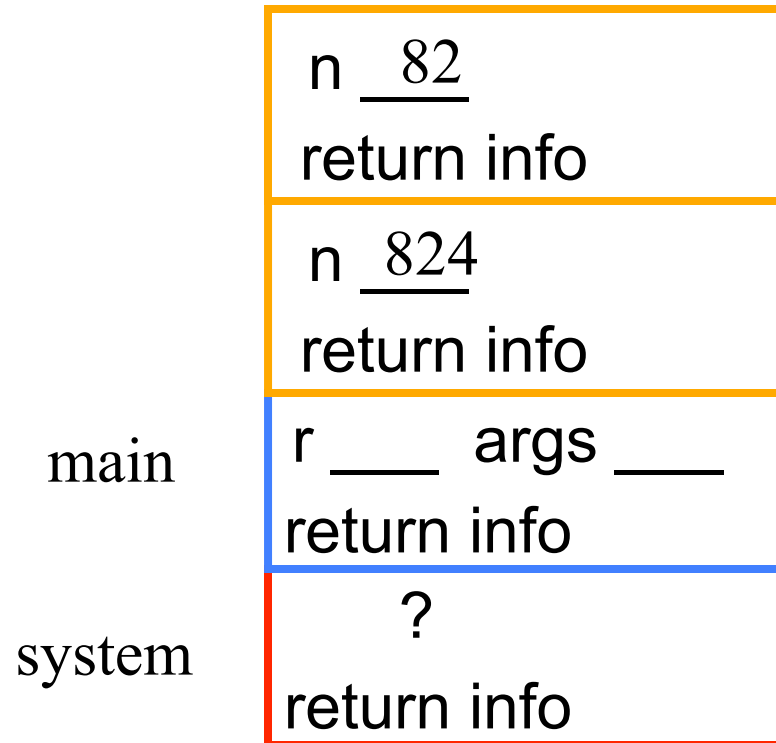 n 82
return info
n 824
return info
main
r ___ args ___
return info
system
?
return info